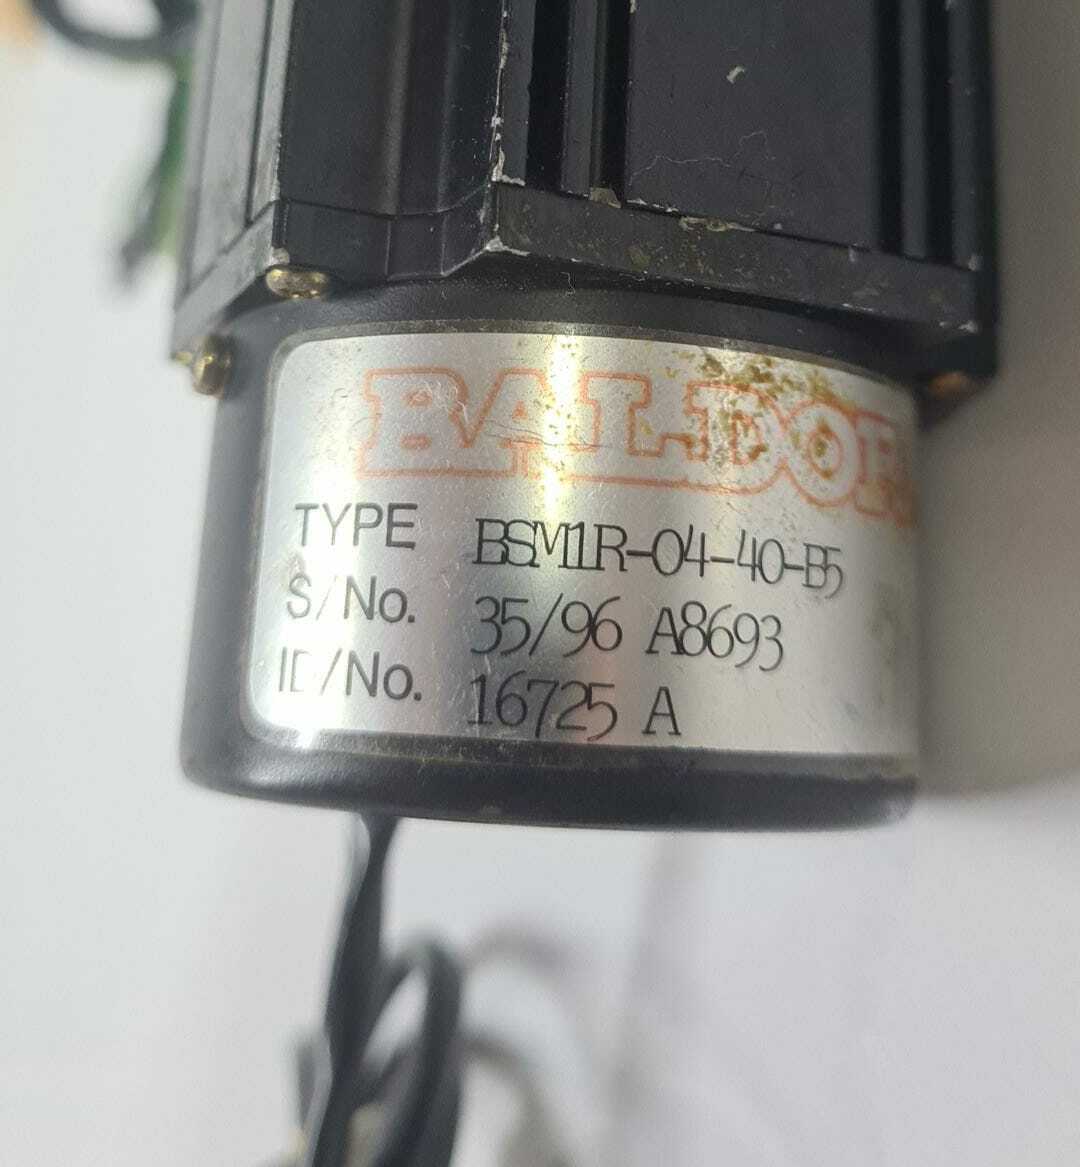 BALDOR
TYPE BSM1R-04-40-B5
S/No. 35/96 A8693
ID/No. 16725 A